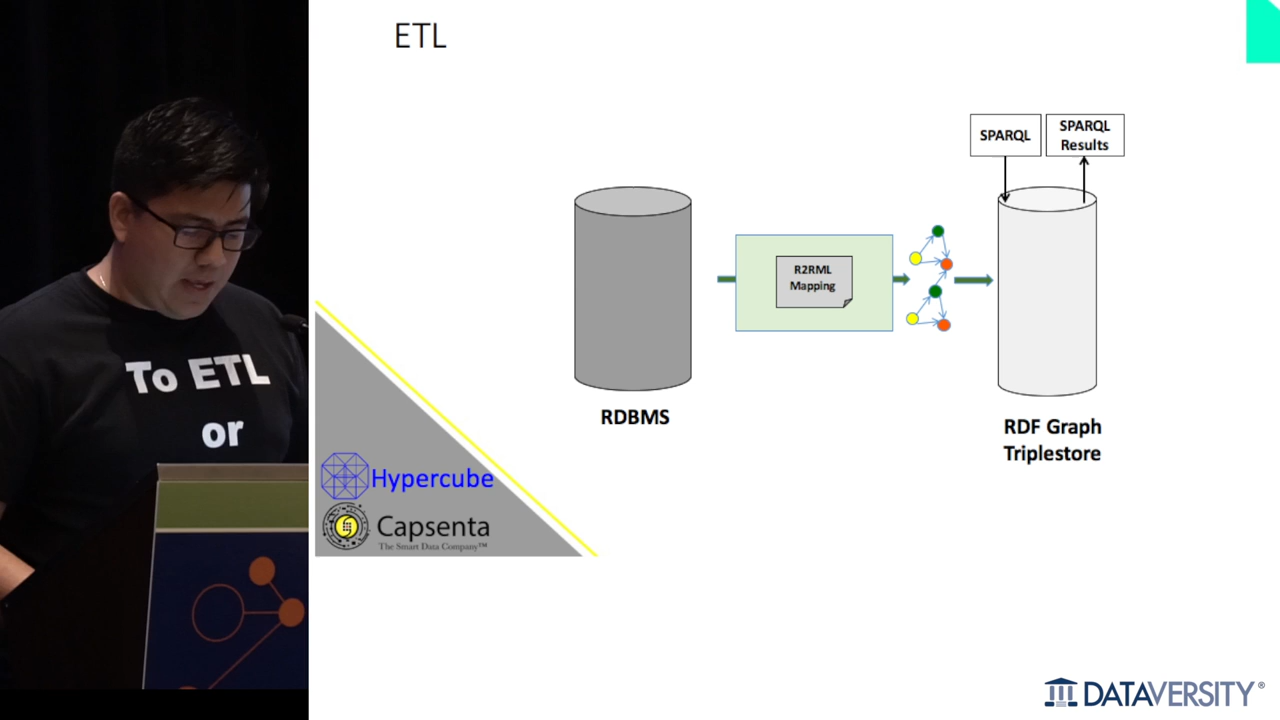 ETL
SPARQL
SPARQL
Results
R2RML
Mapping
RDBMS
RDF Graph
Triplestore
To ETL
or
Hypercube
Capsenta
The Smart Data Company™
DATAVERSITY®